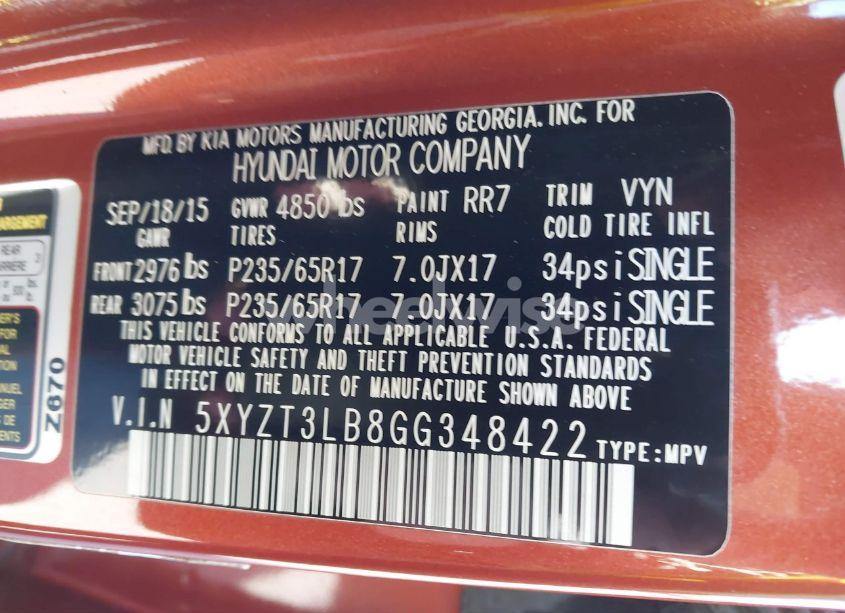 MFD. BY KIA MOTORS MANUFACTURING GEORGIA. INC. FOR
HYUNDAI MOTOR COMPANY
SEP/18/15 GVWR 4850 lbs PAINT RR7 TRIM VYN
GAWR TIRES RIMS COLD TIRE INFL
FRONT 2976 lbs P235/65R17 7.0JX17 34psi SINGLE
REAR 3075 lbs P235/65R17 7.0JX17 34psi SINGLE
THIS VEHICLE CONFORMS TO ALL APPLICABLE U.S.A. FEDERAL
MOTOR VEHICLE SAFETY AND THEFT PREVENTION STANDARDS
IN EFFECT ON THE DATE OF MANUFACTURE SHOWN ABOVE
V.I.N 5XYZT3LB8GG348422 TYPE:MPV
Z670
REAR
3